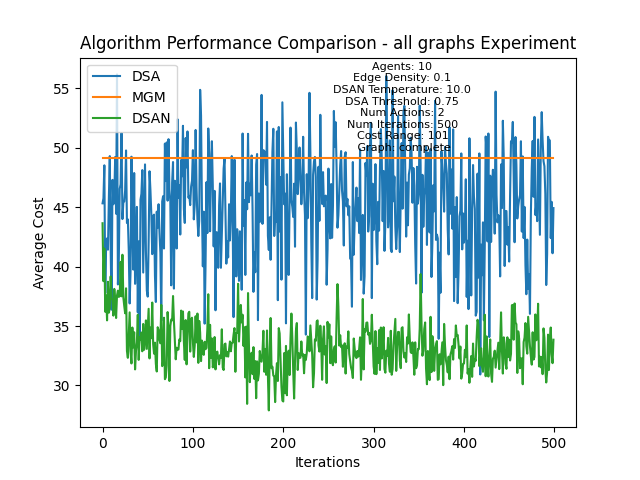 Algorithm Performance Comparison - all graphs Experiment
DSA
MGM
DSAN
Agents: 10
Edge Density: 0.1
DSAN Temperature: 10.0
DSA Threshold: 0.75
Num Actions: 2
Num Iterations: 500
Cost Range: 101
Graph: complete
Average Cost
55
50
45
40
35
30
0 100 200 300 400 500
Iterations